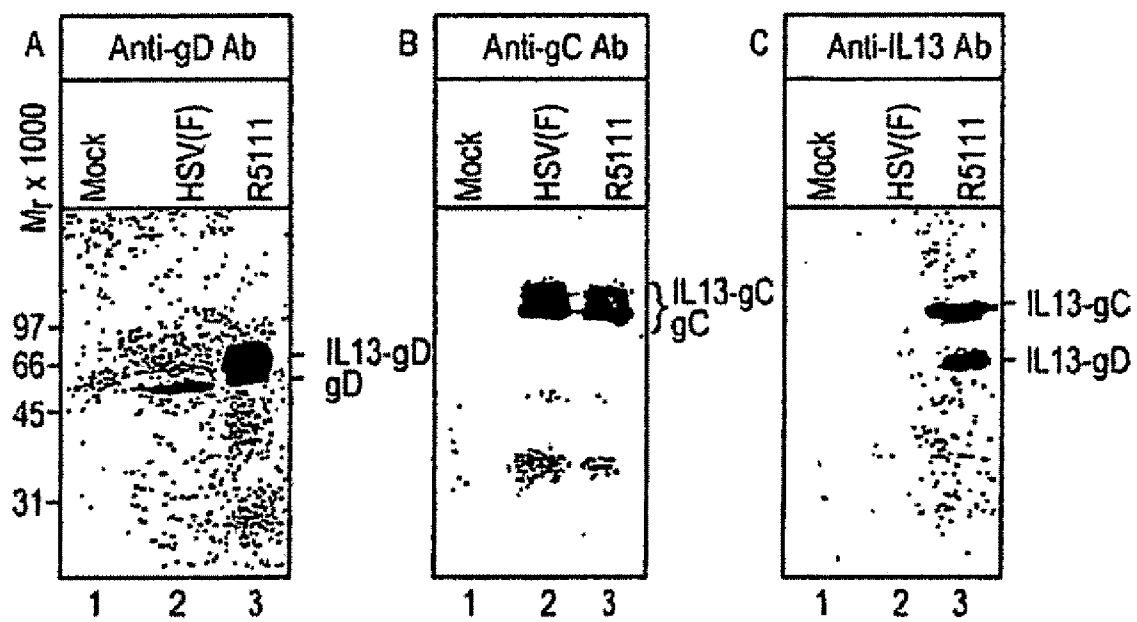 A
Anti-gD Ab
Mr x 1000
Mock
HSV(F)
R5111
97
66
45
31
IL13-gD
gD
1 2 3
B
Anti-gC Ab
Mock
HSV(F)
R5111
IL13-gC
gC
1 2 3
C
Anti-IL13 Ab
Mock
HSV(F)
R5111
IL13-gC
IL13-gD
1 2 3